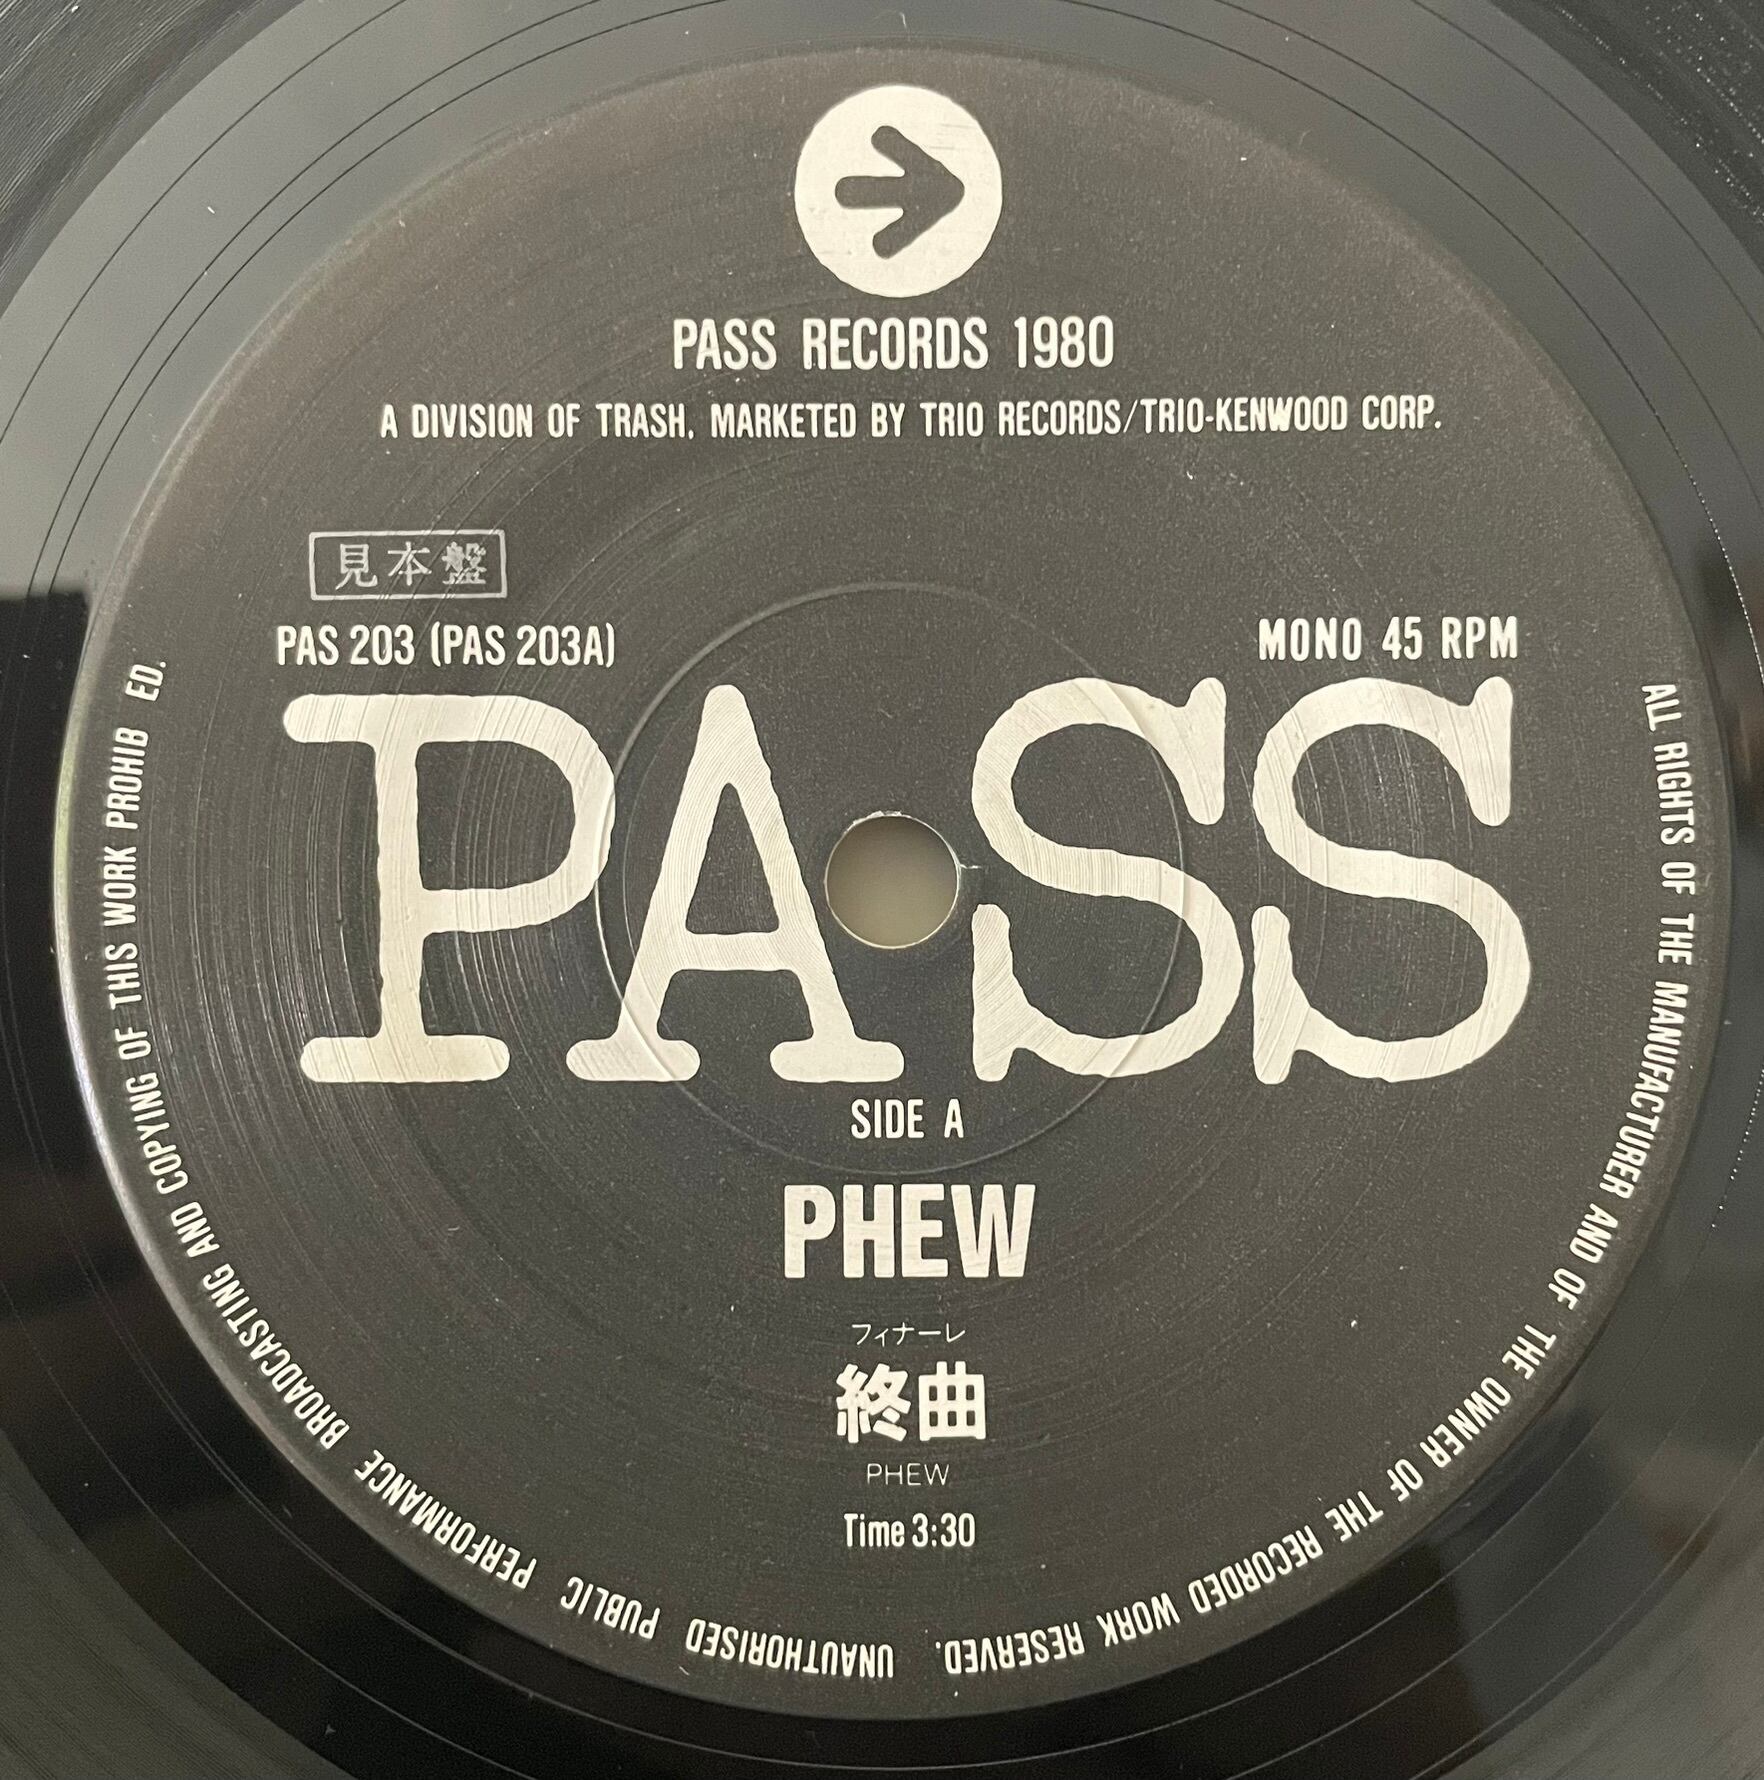 PASS RECORDS 1980
A DIVISION OF TRASH, MARKETED BY TRIO RECORDS/TRIO-KENWOOD CORP.
見本盤
PAS 203 (PAS 203A)
MONO 45 RPM
PASS
SIDE A
PHEW
フィナーレ
終曲
PHEW
Time 3:30
ALL RIGHTS OF THE MANUFACTURER AND OF THE OWNER OF THE RECORDED WORK RESERVED. UNAUTHORISED PUBLIC PERFORMANCE BROADCASTING AND COPYING OF THIS WORK PROHIB ED.